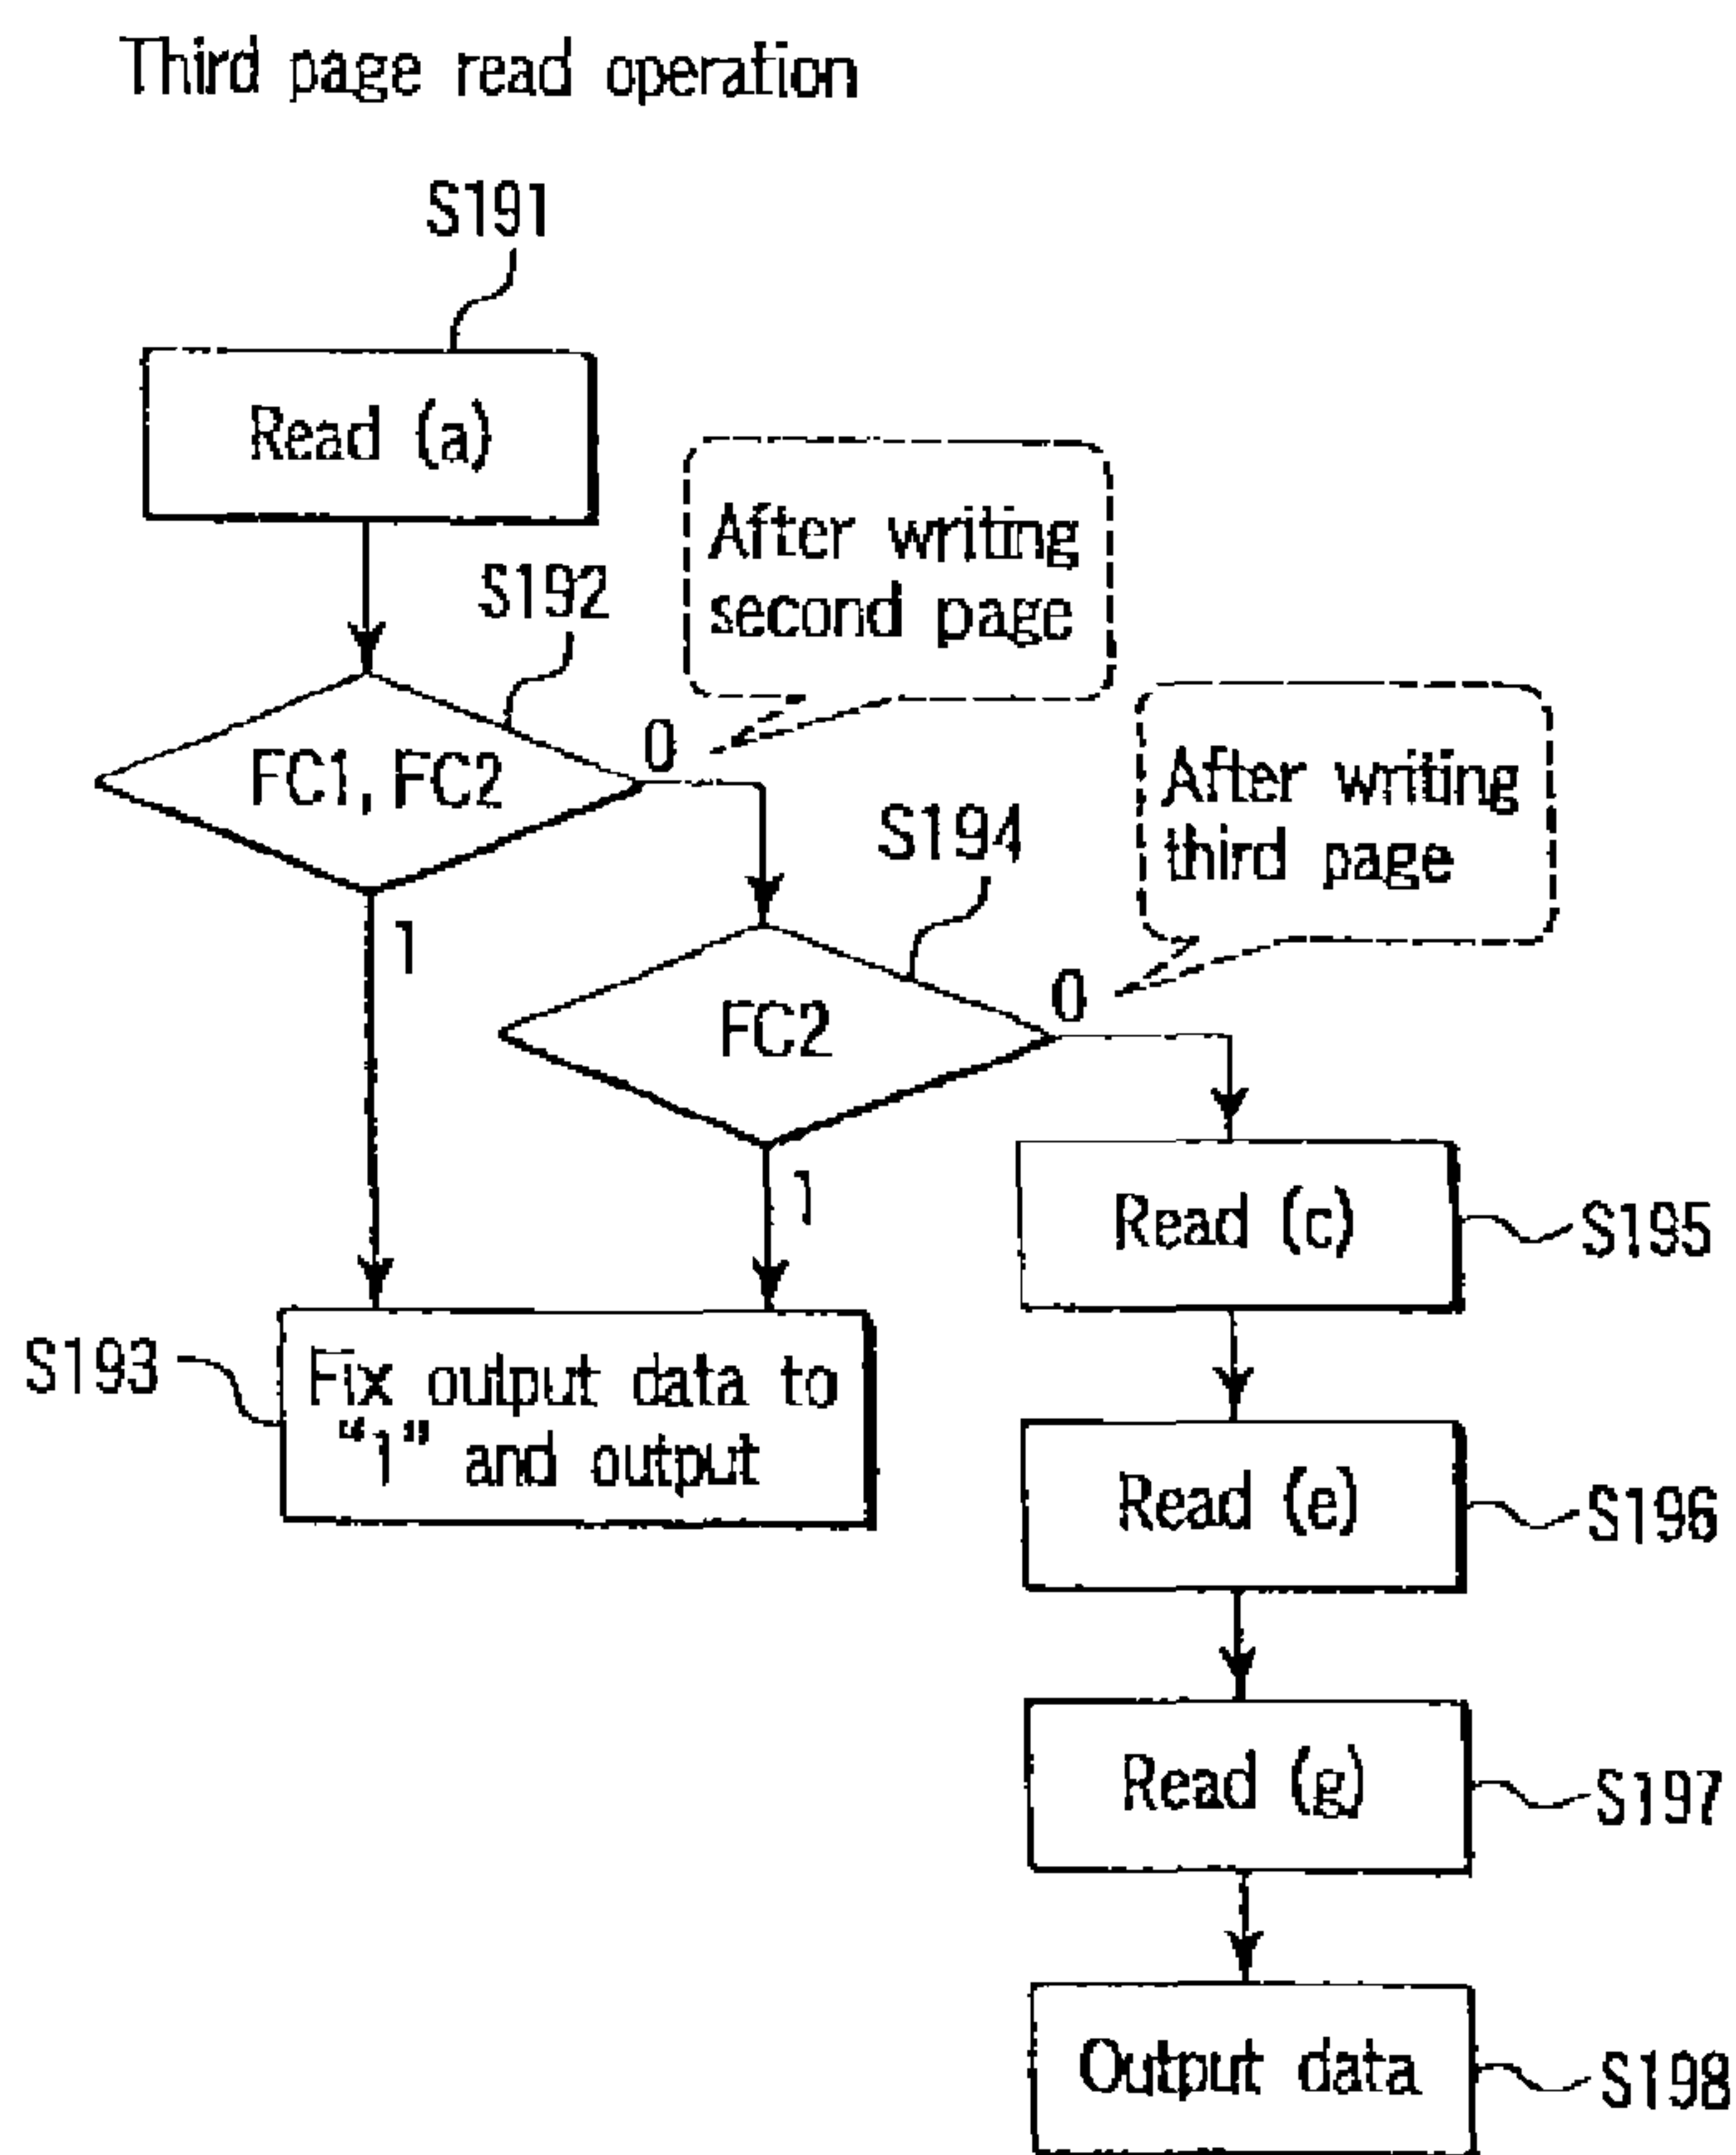 Third page read operation
S191
Read (a)
After writing
second page
S192
0
FC1, FC2
After writing
third page
S194
1
0
FC2
1
Read (c)
S195
S193
Fix output data to
“1” and output
Read (e)
S196
Read (g)
S197
Output data
S198